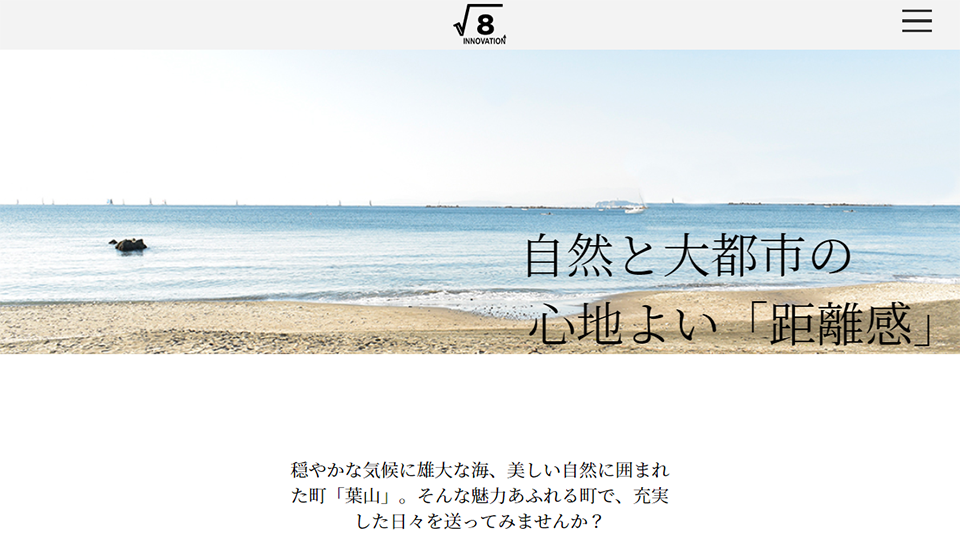 √8
INNOVATION
自然と大都市の
心地よい「距離感」
穏やかな気候に雄大な海、美しい自然に囲まれ
た町「葉山」。そんな魅力あふれる町で、充実
した日々を送ってみませんか？